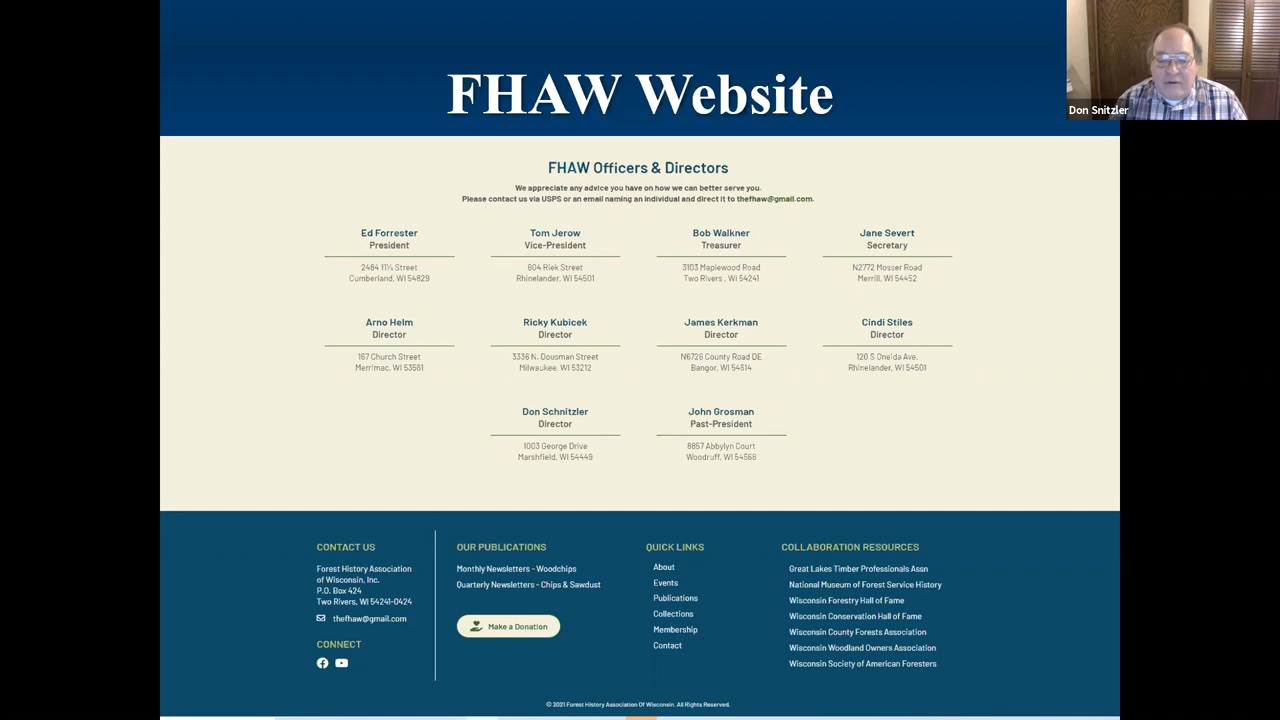 FHAW Website
Don Snitzler
FHAW Officers & Directors
We appreciate any advice you have on how we can better serve you.
Please contact us via USPS or an email naming an individual and direct it to thefhaw@gmail.com.
Ed Forrester
President
2484 11¼ Street
Cumberland, WI 54829
Tom Jerow
Vice-President
604 Riek Street
Rhinelander, WI 54501
Bob Walkner
Treasurer
3103 Maplewood Road
Two Rivers , WI 54241
Jane Severt
Secretary
N2772 Mosser Road
Merrill, WI 54452
Arno Helm
Director
167 Church Street
Merrimac, WI 53561
Ricky Kubicek
Director
3336 N. Dousman Street
Milwaukee, WI 53212
James Kerkman
Director
N6726 County Road DE
Bangor, WI 54614
Cindi Stiles
Director
120 S Oneida Ave.
Rhinelander, WI 54501
Don Schnitzler
Director
1003 George Drive
Marshfield, WI 54449
John Grosman
Past-President
8857 Abbylyn Court
Woodruff, WI 54568
CONTACT US
Forest History Association
of Wisconsin, Inc.
P.O. Box 424
Two Rivers, WI 54241-0424
thefhaw@gmail.com
CONNECT
OUR PUBLICATIONS
Monthly Newsletters - Woodchips
Quarterly Newsletters - Chips & Sawdust
Make a Donation
QUICK LINKS
About
Events
Publications
Collections
Membership
Contact
COLLABORATION RESOURCES
Great Lakes Timber Professionals Assn
National Museum of Forest Service History
Wisconsin Forestry Hall of Fame
Wisconsin Conservation Hall of Fame
Wisconsin County Forests Association
Wisconsin Woodland Owners Association
Wisconsin Society of American Foresters
© 2021 Forest History Association Of Wisconsin. All Rights Reserved.